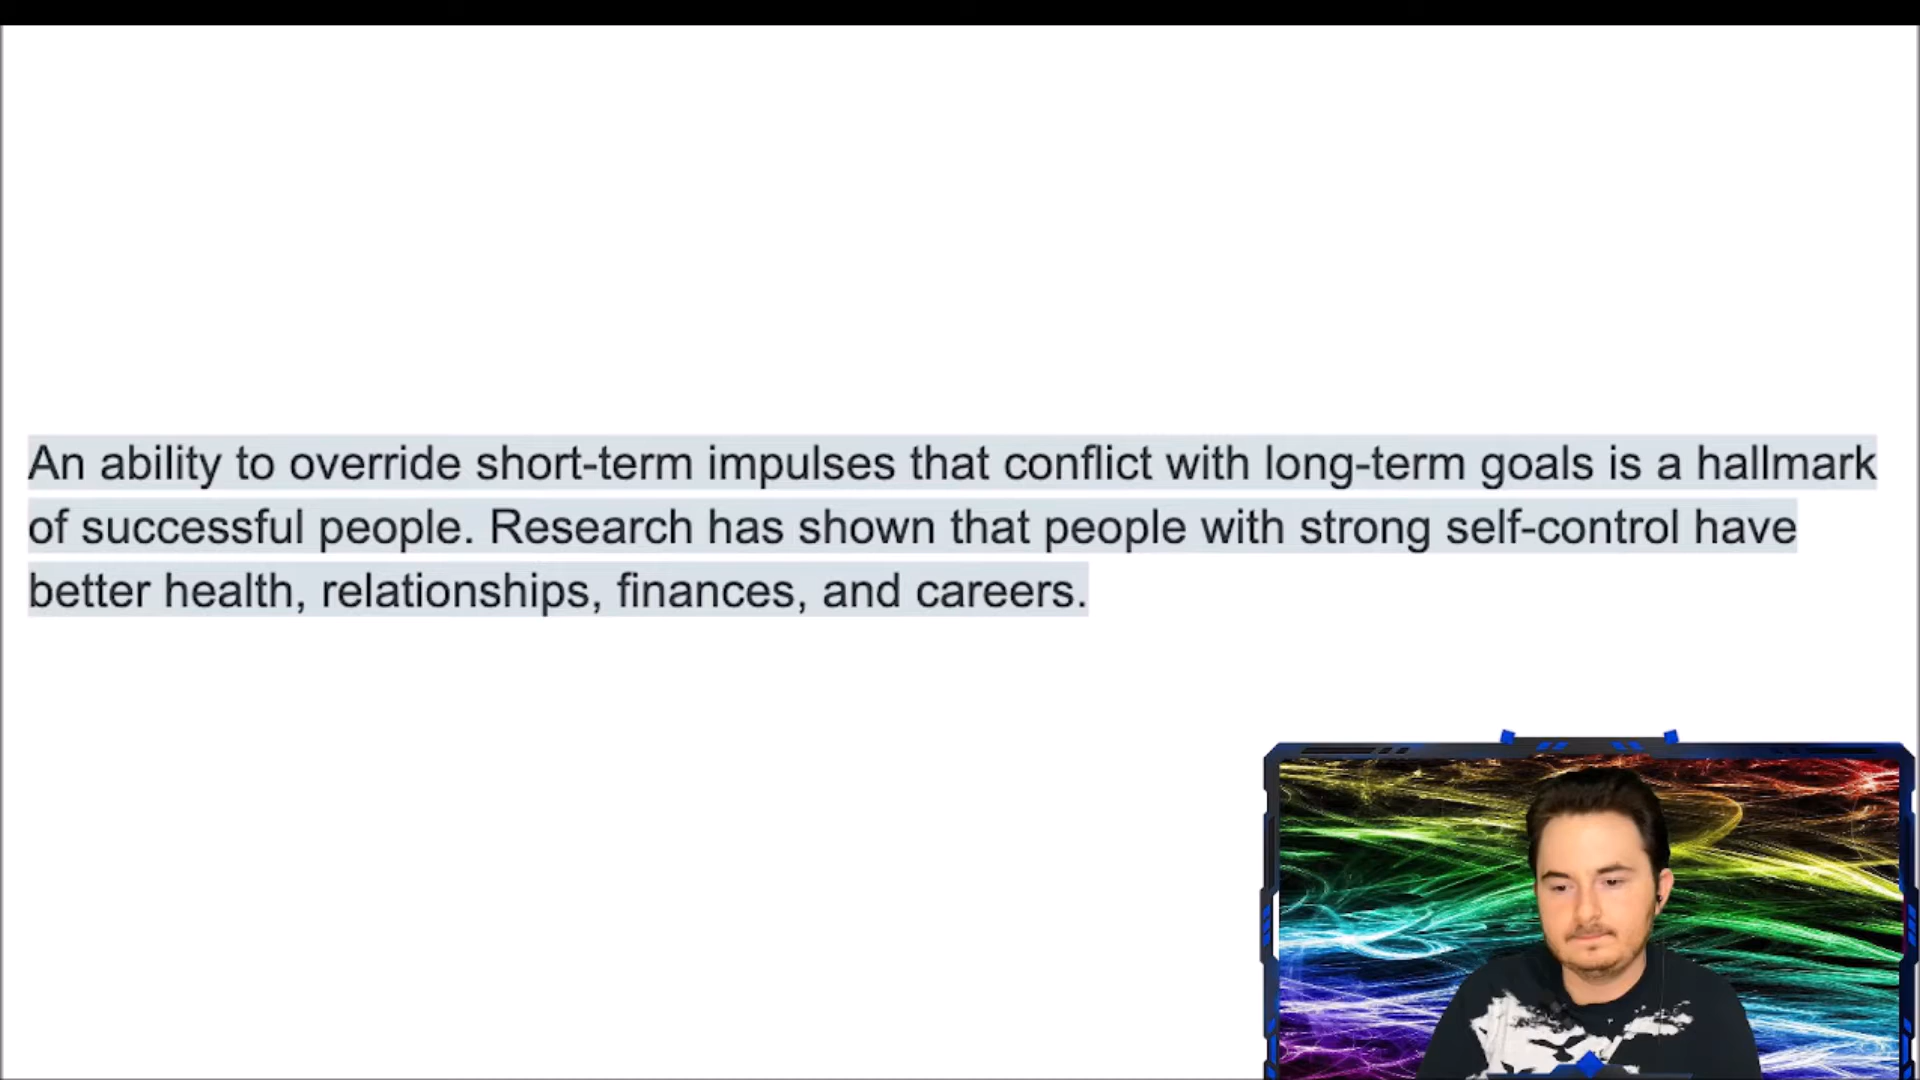 An ability to override short-term impulses that conflict with long-term goals is a hallmark
of successful people. Research has shown that people with strong self-control have
better health, relationships, finances, and careers.